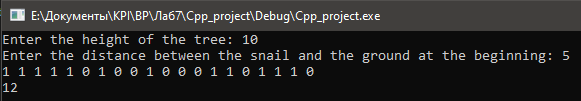 E:\Документы\KPI\BP\Ла67\Cpp_project\Debug\Cpp_project.exe
Enter the height of the tree: 10
Enter the distance between the snail and the ground at the beginning: 5
1 1 1 1 1 0 1 0 0 1 0 0 0 1 1 0 1 1 1 0
12